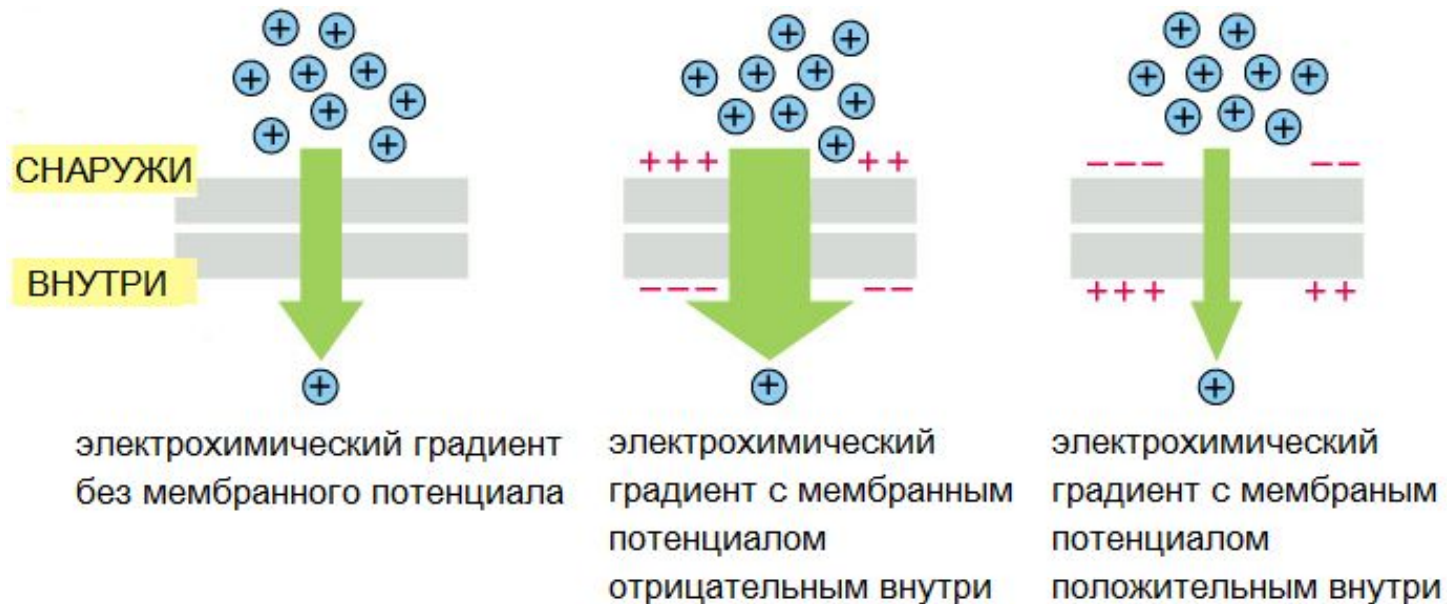 СНАРУЖИ
ВНУТРИ
электрохимический градиент
без мембранного потенциала
электрохимический
градиент с мембранным
потенциалом
отрицательным внутри
электрохимический
градиент с мембраным
потенциалом
положительным внутри